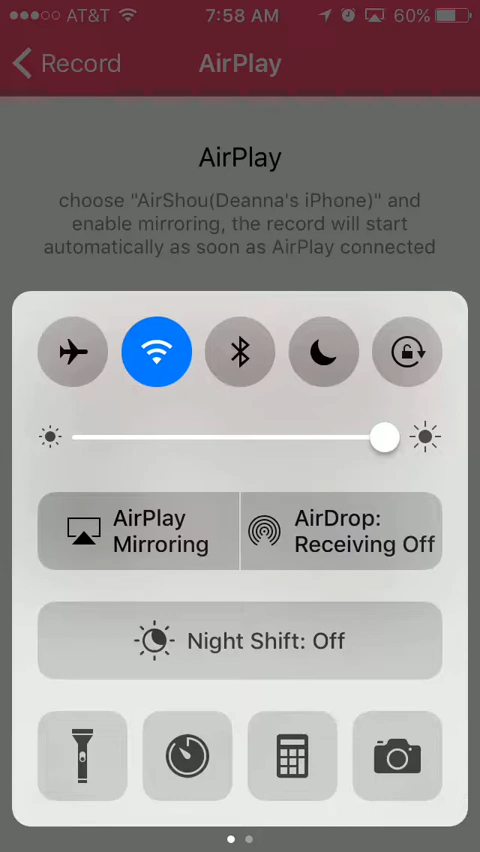 AT&T 7:58 AM 60%
Record AirPlay
AirPlay
choose "AirShou(Deanna's iPhone)" and
enable mirroring, the record will start
automatically as soon as AirPlay connected
AirPlay
Mirroring
AirDrop:
Receiving Off
Night Shift: Off